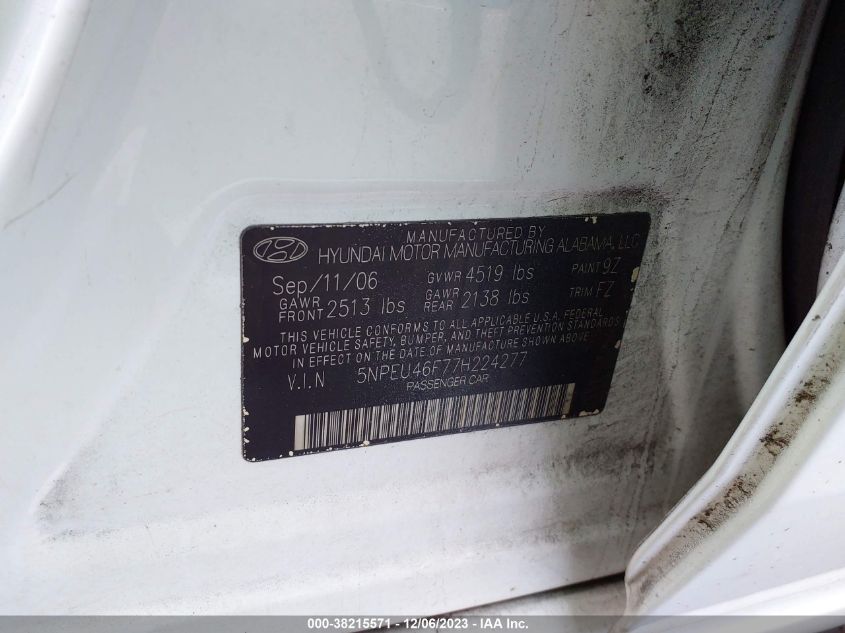 MANUFACTURED BY
HYUNDAI MOTOR MANUFACTURING ALABAMA, LLC
Sep/11/06 GVWR 4519 lbs PAINT 9Z
GAWR FRONT 2513 lbs GAWR REAR 2138 lbs TRIM FZ
THIS VEHICLE CONFORMS TO ALL APPLICABLE U.S.A. FEDERAL
MOTOR VEHICLE SAFETY, BUMPER, AND THEFT PREVENTION STANDARDS
IN EFFECT ON THE DATE OF MANUFACTURE SHOWN ABOVE.
V.I.N 5NPEU46F77H224277
PASSENGER CAR
000-38215571 - 12/06/2023 - IAA Inc.